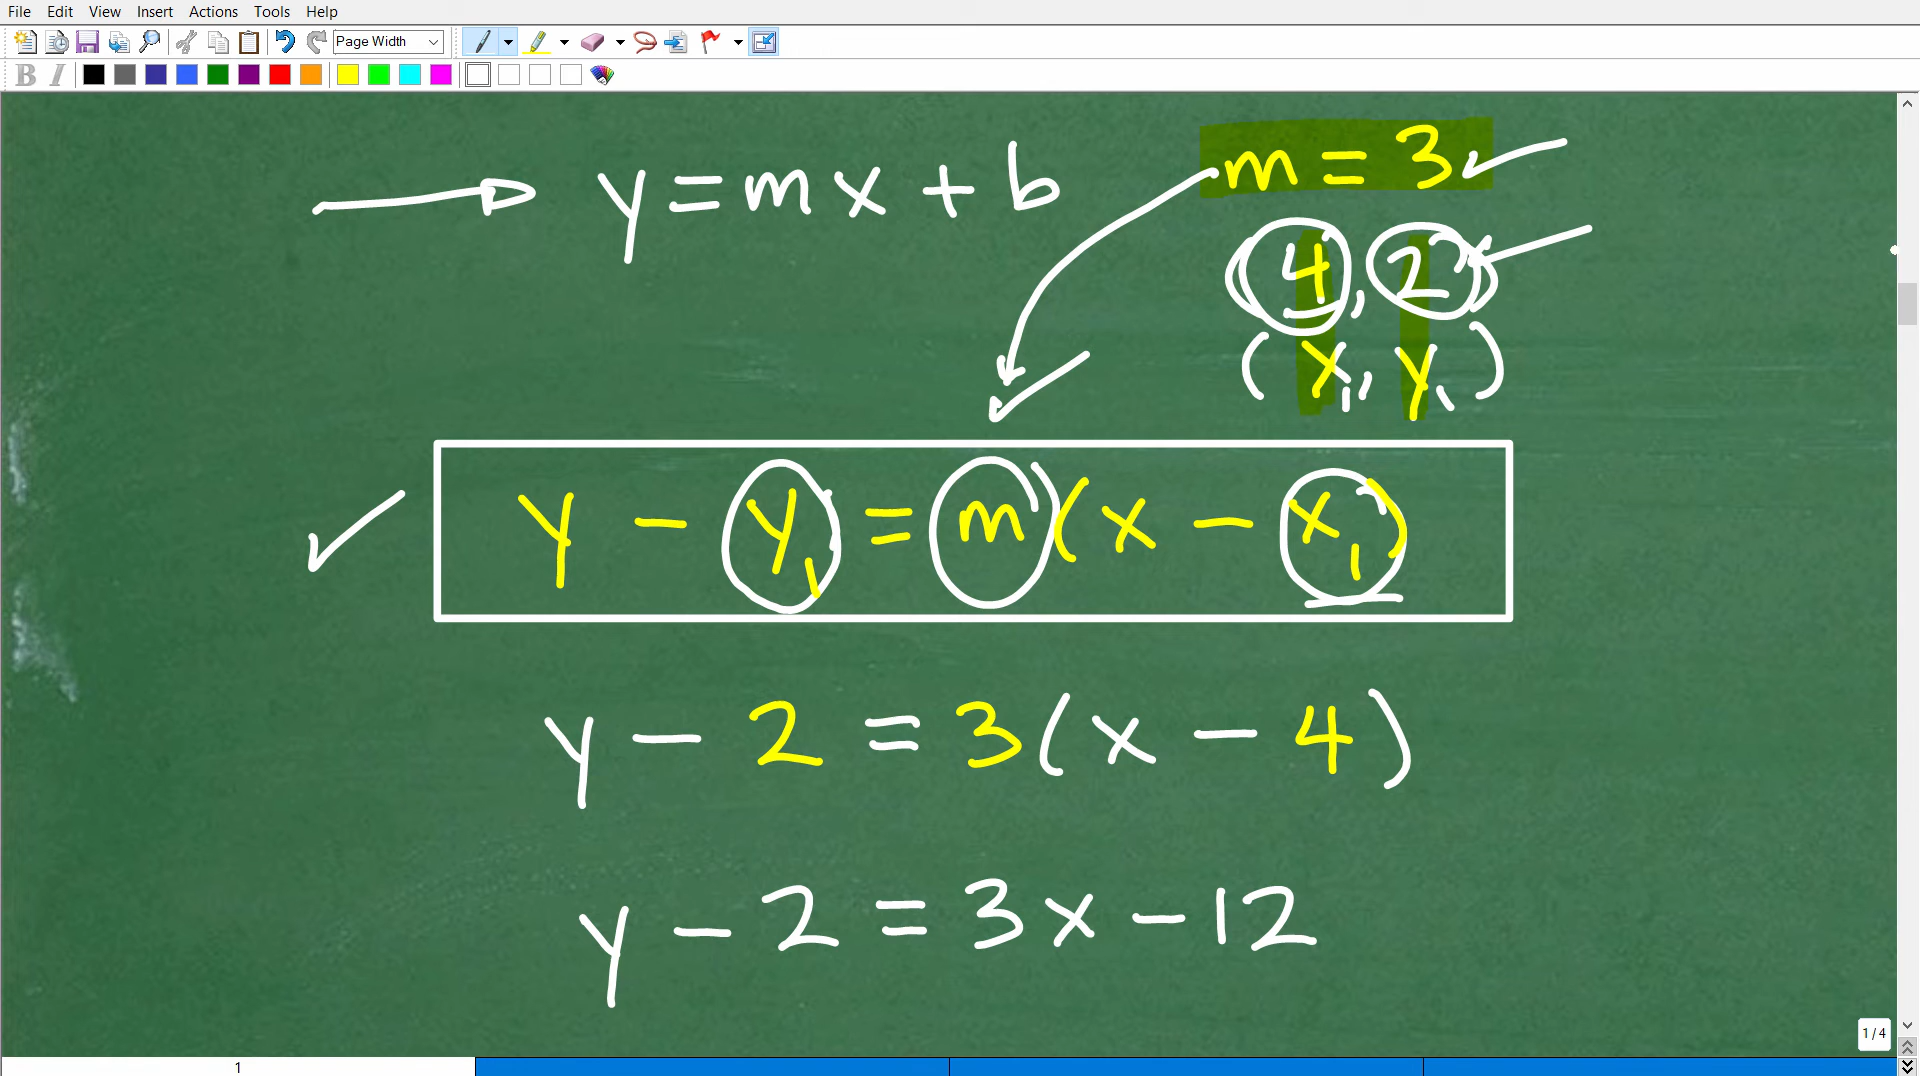 File Edit View Insert Actions Tools Help
Page Width
B I
y = mx + b
m = 3
(4, 2)
(x₁, y₁)
y - y₁ = m(x - x₁)
y - 2 = 3(x - 4)
y - 2 = 3x - 12
1 / 4
1